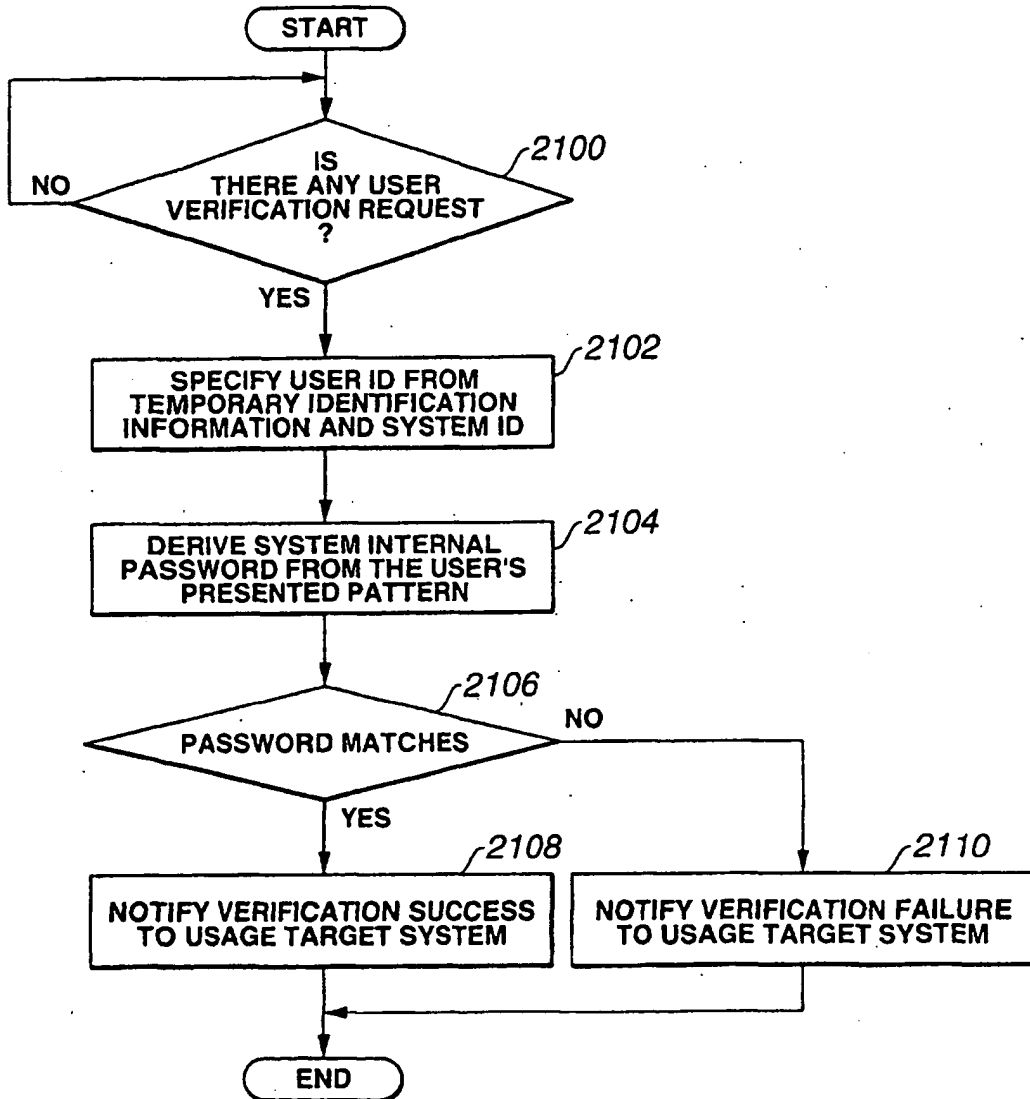 START
2100
IS
THERE ANY USER
VERIFICATION REQUEST
?
NO
YES
2102
SPECIFY USER ID FROM
TEMPORARY IDENTIFICATION
INFORMATION AND SYSTEM ID
2104
DERIVE SYSTEM INTERNAL
PASSWORD FROM THE USER'S
PRESENTED PATTERN
2106
PASSWORD MATCHES
NO
YES
2108
NOTIFY VERIFICATION SUCCESS
TO USAGE TARGET SYSTEM
2110
NOTIFY VERIFICATION FAILURE
TO USAGE TARGET SYSTEM
END